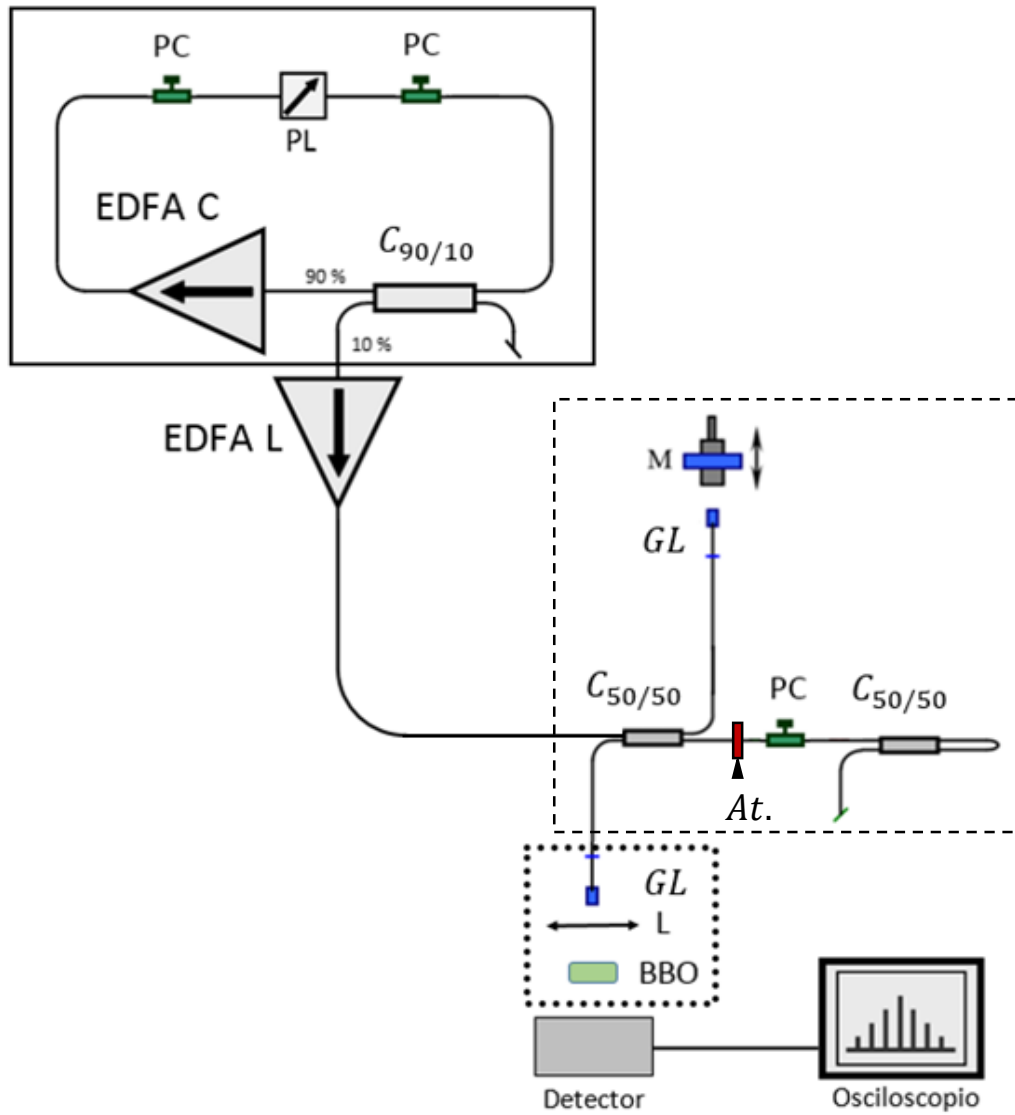 PC
PC
PL
EDFA C
C90/10
90 %
10 %
EDFA L
M
GL
C50/50
PC
C50/50
At.
GL
L
BBO
Detector
Osciloscopio